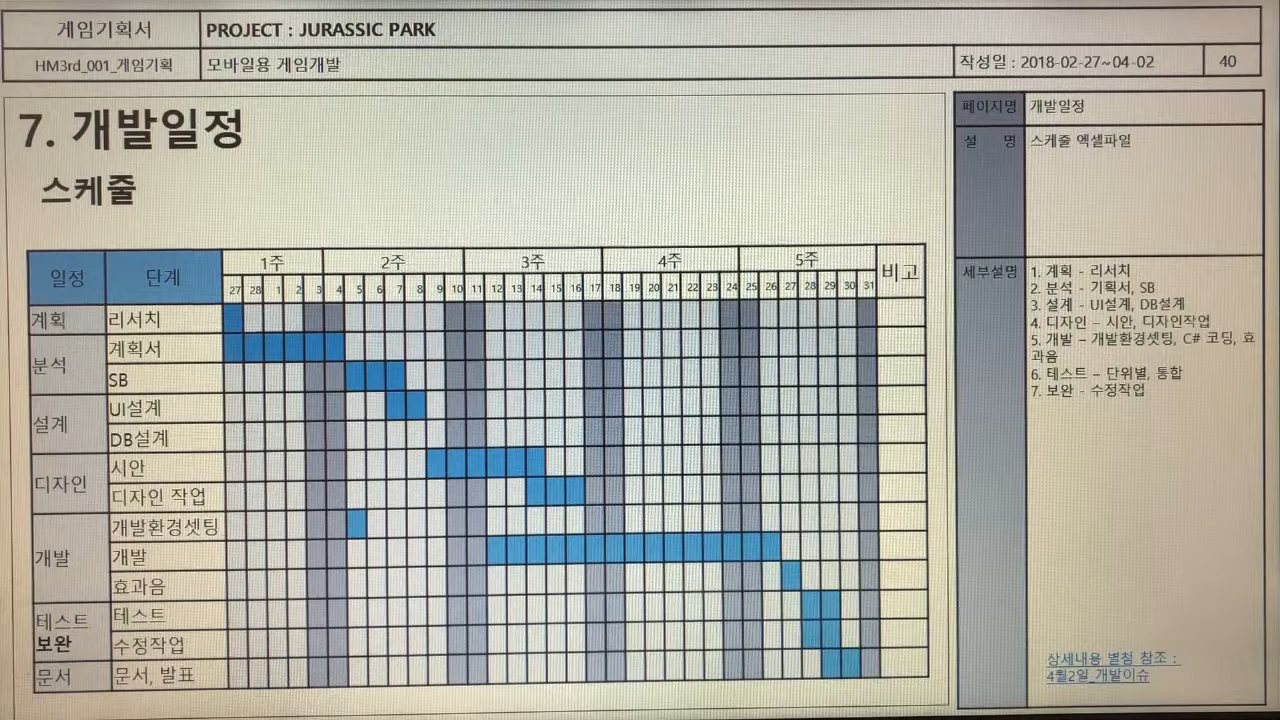 게임기획서
PROJECT : JURASSIC PARK
HM3rd_001_게임기획
모바일용 게임개발
작성일 : 2018-02-27~04-02
40
7. 개발일정
스케줄
일정 단계 1주 2주 3주 4주 5주 비고
27 28 1 2 3 4 5 6 7 8 9 10 11 12 13 14 15 16 17 18 19 20 21 22 23 24 25 26 27 28 29 30 31
계획 리서치
분석 계획서
SB
설계 UI설계
DB설계
디자인 시안
디자인 작업
개발 개발환경셋팅
개발
효과음
테스트 테스트
보완 수정작업
문서 문서, 발표
페이지명 개발일정
설 명 스케줄 엑셀파일
세부설명 1. 계획 - 리서치
2. 분석 - 기획서, SB
3. 설계 - UI설계, DB설계
4. 디자인 – 시안, 디자인작업
5. 개발 – 개발환경셋팅, C# 코딩, 효
과음
6. 테스트 – 단위별, 통합
7. 보완 - 수정작업
상세내용 별첨 참조 :
4월2일_개발이슈